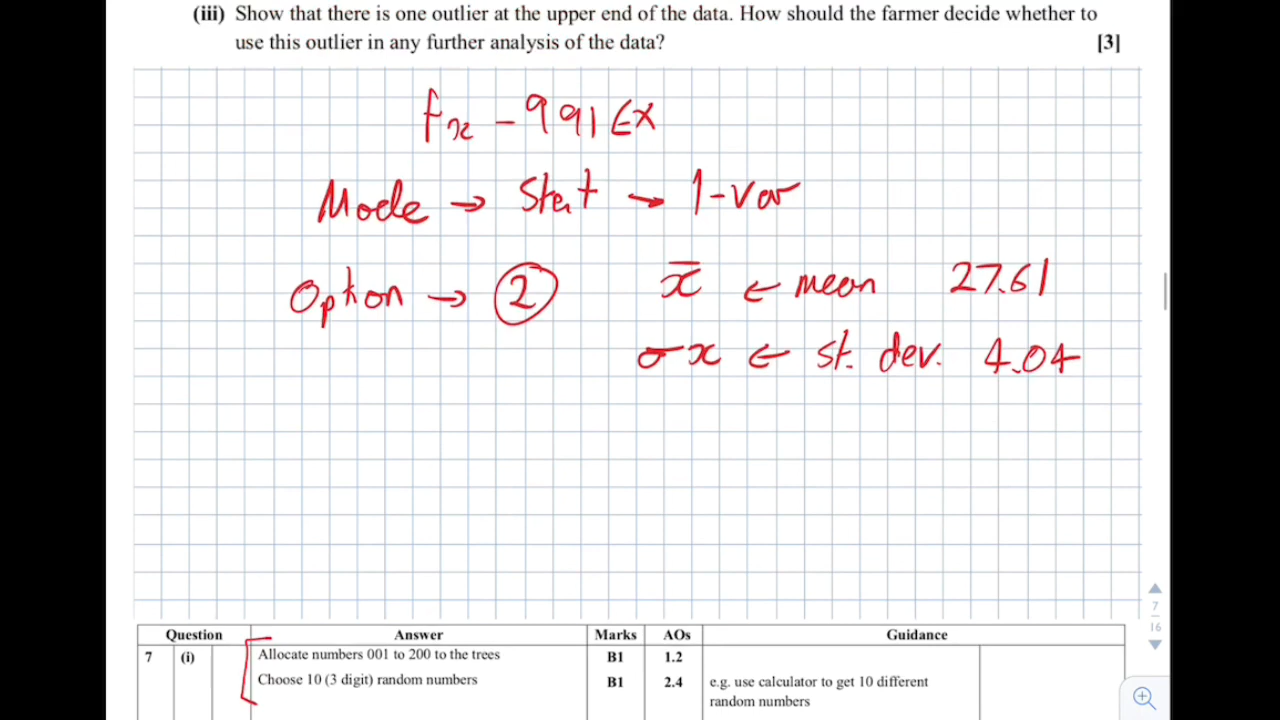 (iii) Show that there is one outlier at the upper end of the data. How should the farmer decide whether to
use this outlier in any further analysis of the data? [3]
fx - 991 EX
Mode → Stat → 1-Var
Option → 2 x̄ ← mean 27.61
σx ← st. dev. 4.04
Question Answer Marks AOs Guidance
7 (i) Allocate numbers 001 to 200 to the trees B1 1.2
Choose 10 (3 digit) random numbers B1 2.4 e.g. use calculator to get 10 different
random numbers
7
16